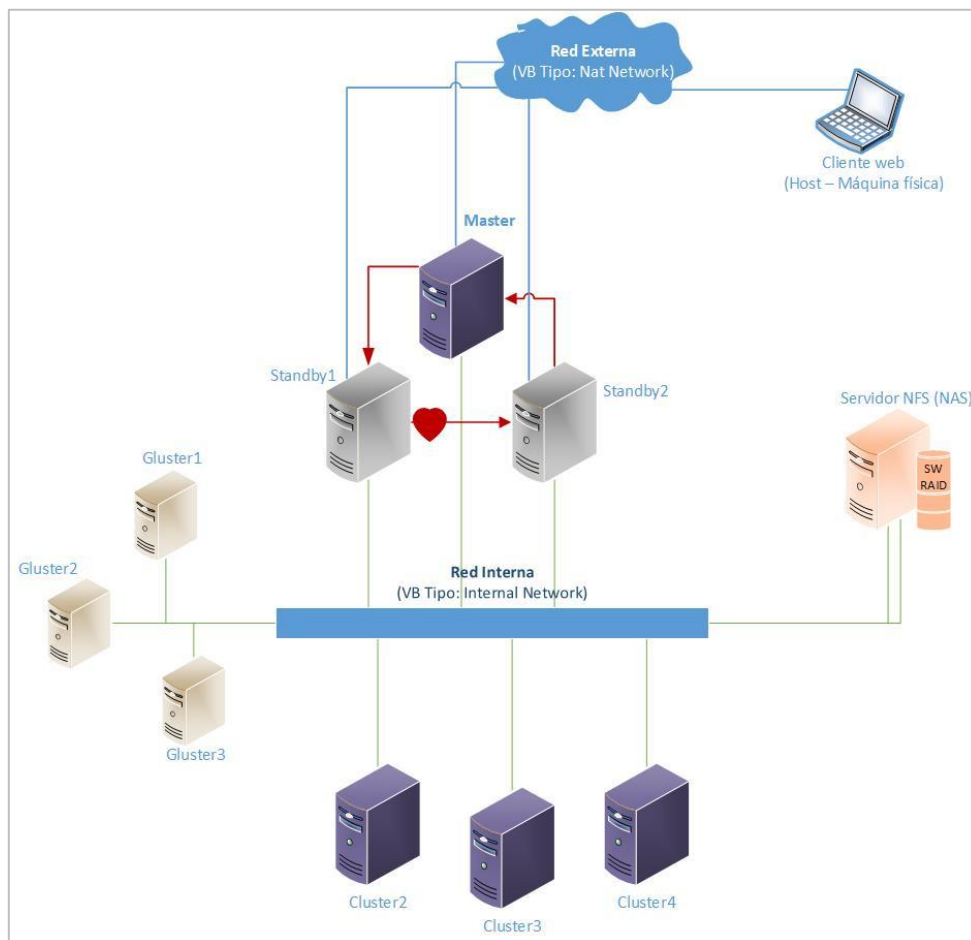 Red Externa
(VB Tipo: Nat Network)
Cliente web
(Host – Máquina física)
Master
Standby1
Standby2
Servidor NFS (NAS)
SW
RAID
Gluster1
Gluster2
Gluster3
Red Interna
(VB Tipo: Internal Network)
Cluster2
Cluster3
Cluster4